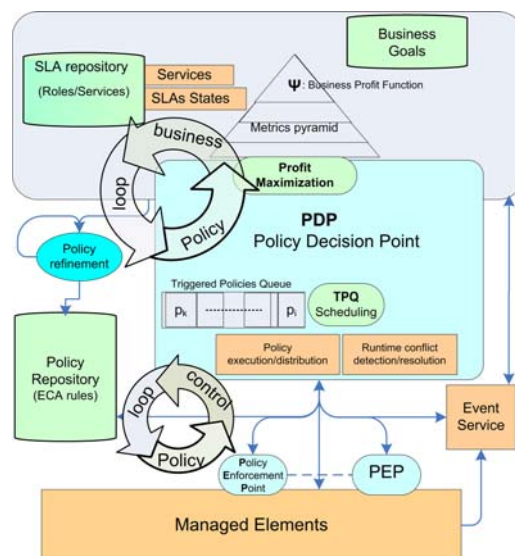 Business
Goals
SLA repository
(Roles/Services)
Services
SLAs States
Ψ: Business Profit Function
Metrics pyramid
business
loop
Policy
Profit
Maximization
PDP
Policy Decision Point
Policy
refinement
Triggered Policies Queue
pk
pi
TPQ
Scheduling
Policy
execution/distribution
Runtime conflict
detection/resolution
Policy
Repository
(ECA rules)
loop
control
Policy
Event
Service
Policy
Enforcement
Point
PEP
Managed Elements